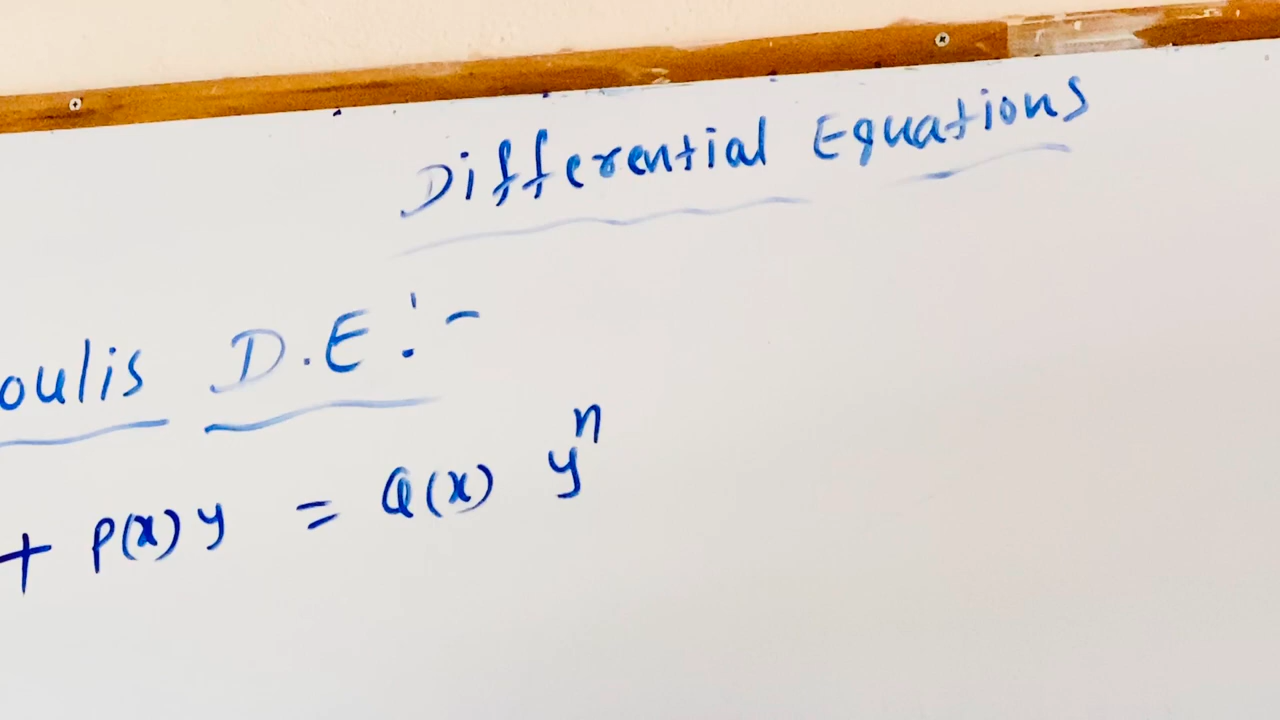 Differential Equations
oulis D.E :-
+ P(x) y = Q(x) y^n